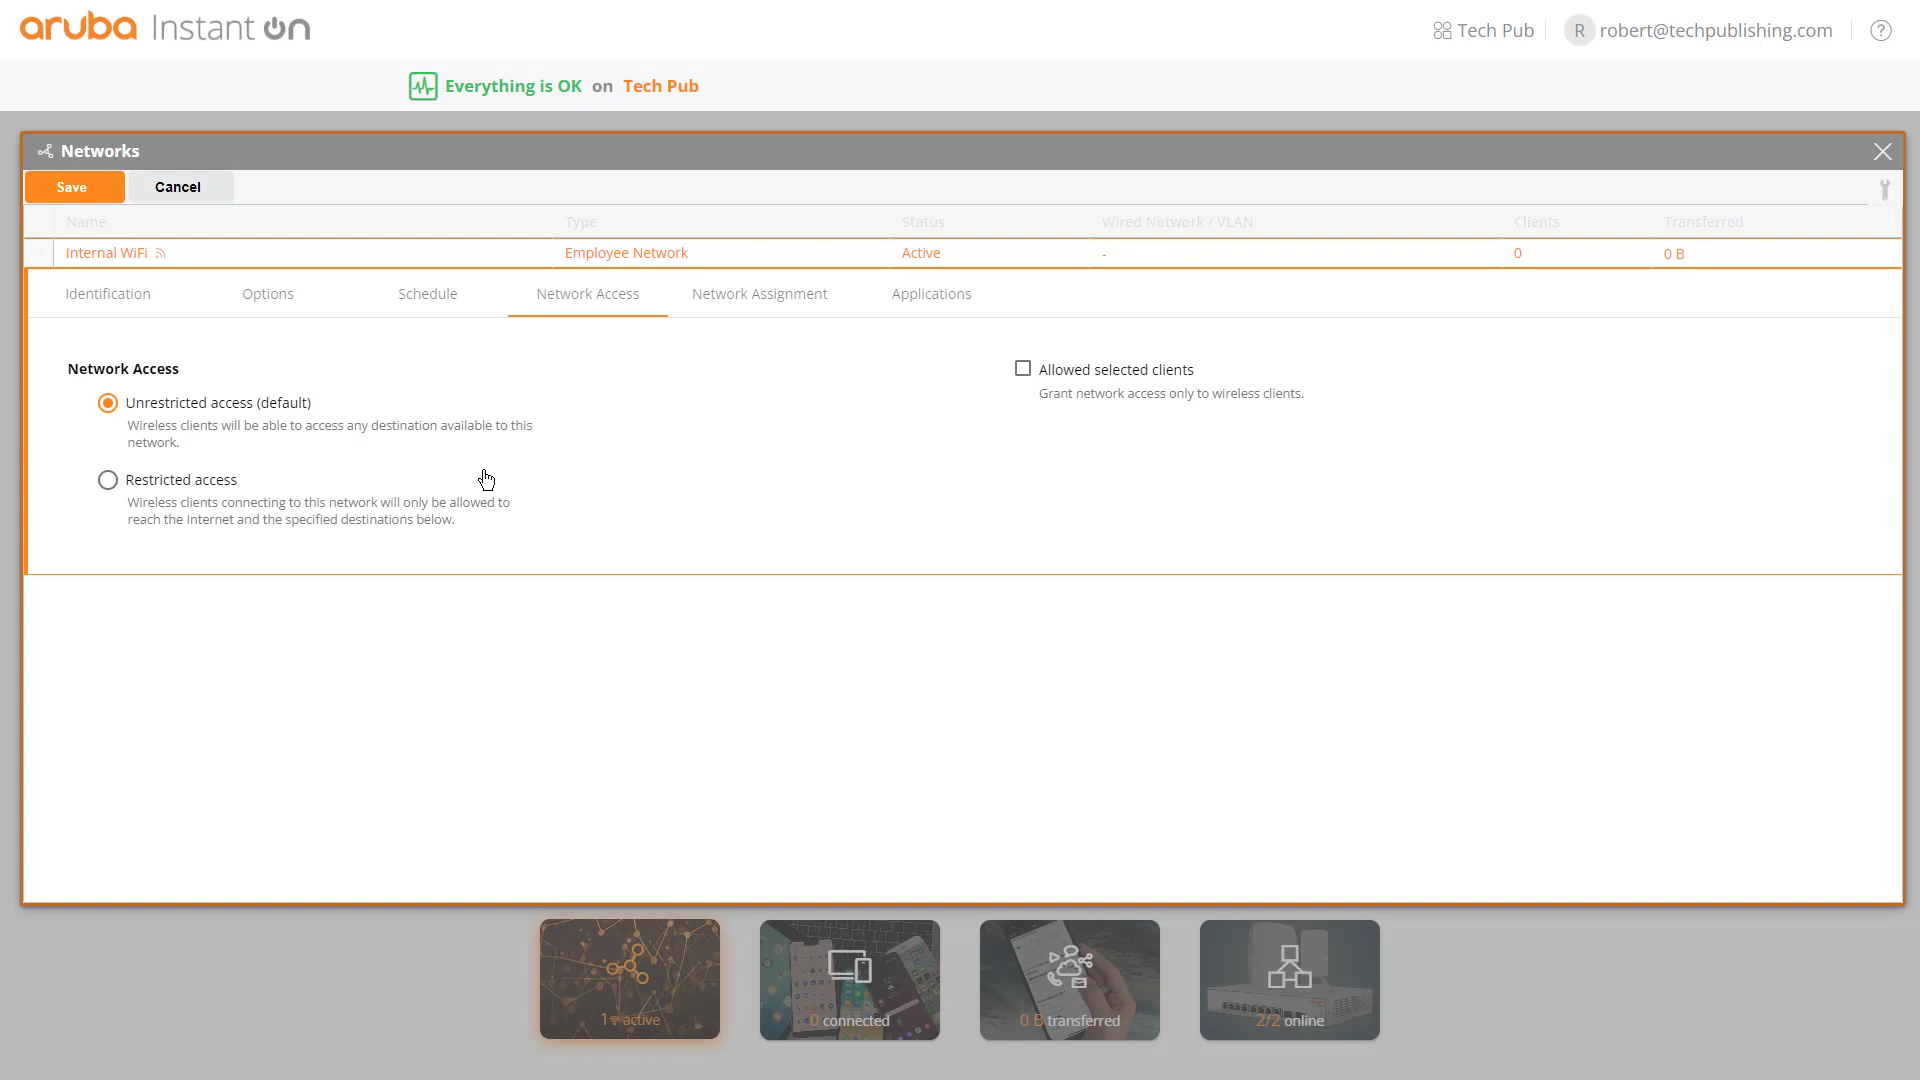 aruba Instant On
Tech Pub
R robert@techpublishing.com
?
Everything is OK on Tech Pub
Networks
Save Cancel
Name Type Status Wired Network / VLAN Clients Transferred
Internal WiFi Employee Network Active - 0 0 B
Identification Options Schedule Network Access Network Assignment Applications
Network Access
Unrestricted access (default)
Wireless clients will be able to access any destination available to this
network.
Restricted access
Wireless clients connecting to this network will only be allowed to
reach the Internet and the specified destinations below.
Allowed selected clients
Grant network access only to wireless clients.
1 active
0 connected
0 B transferred
2/2 online